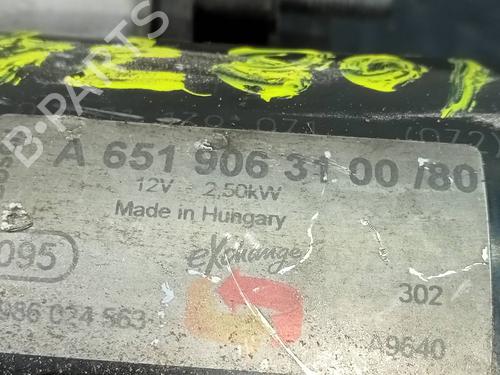 A 651 906 31 00 /80
12V 2,50kW
Made in Hungary
eXchange
095
302
986 024 563
A9640
B-PARTS